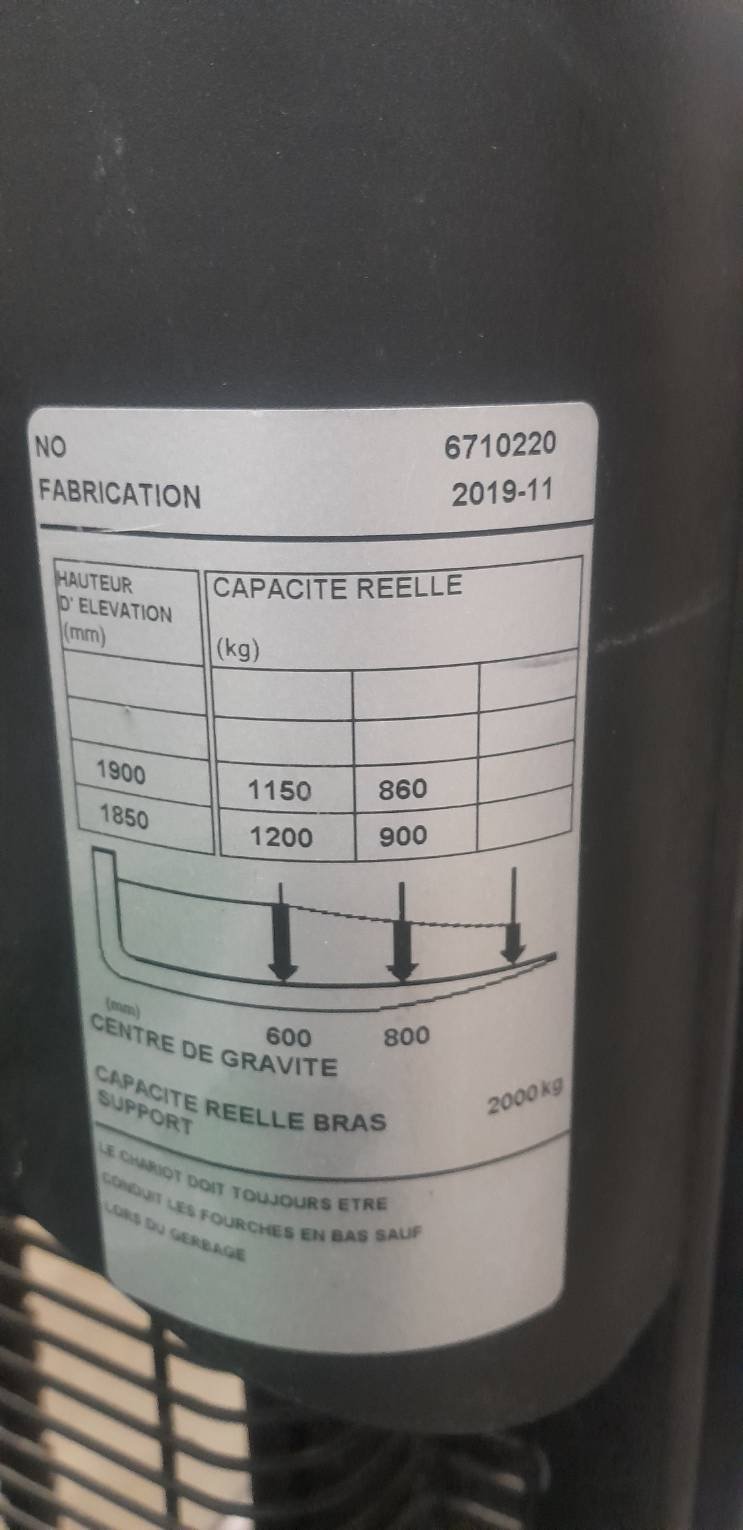 NO 6710220
FABRICATION 2019-11
HAUTEUR
D' ELEVATION
(mm)
CAPACITE REELLE
(kg)
1900 1150 860
1850 1200 900
(mm)
600 800
CENTRE DE GRAVITE
CAPACITE REELLE BRAS
SUPPORT
2000 kg
LE CHARIOT DOIT TOUJOURS ETRE
CONDUIT LES FOURCHES EN BAS SAUF
LORS DU GERBAGE